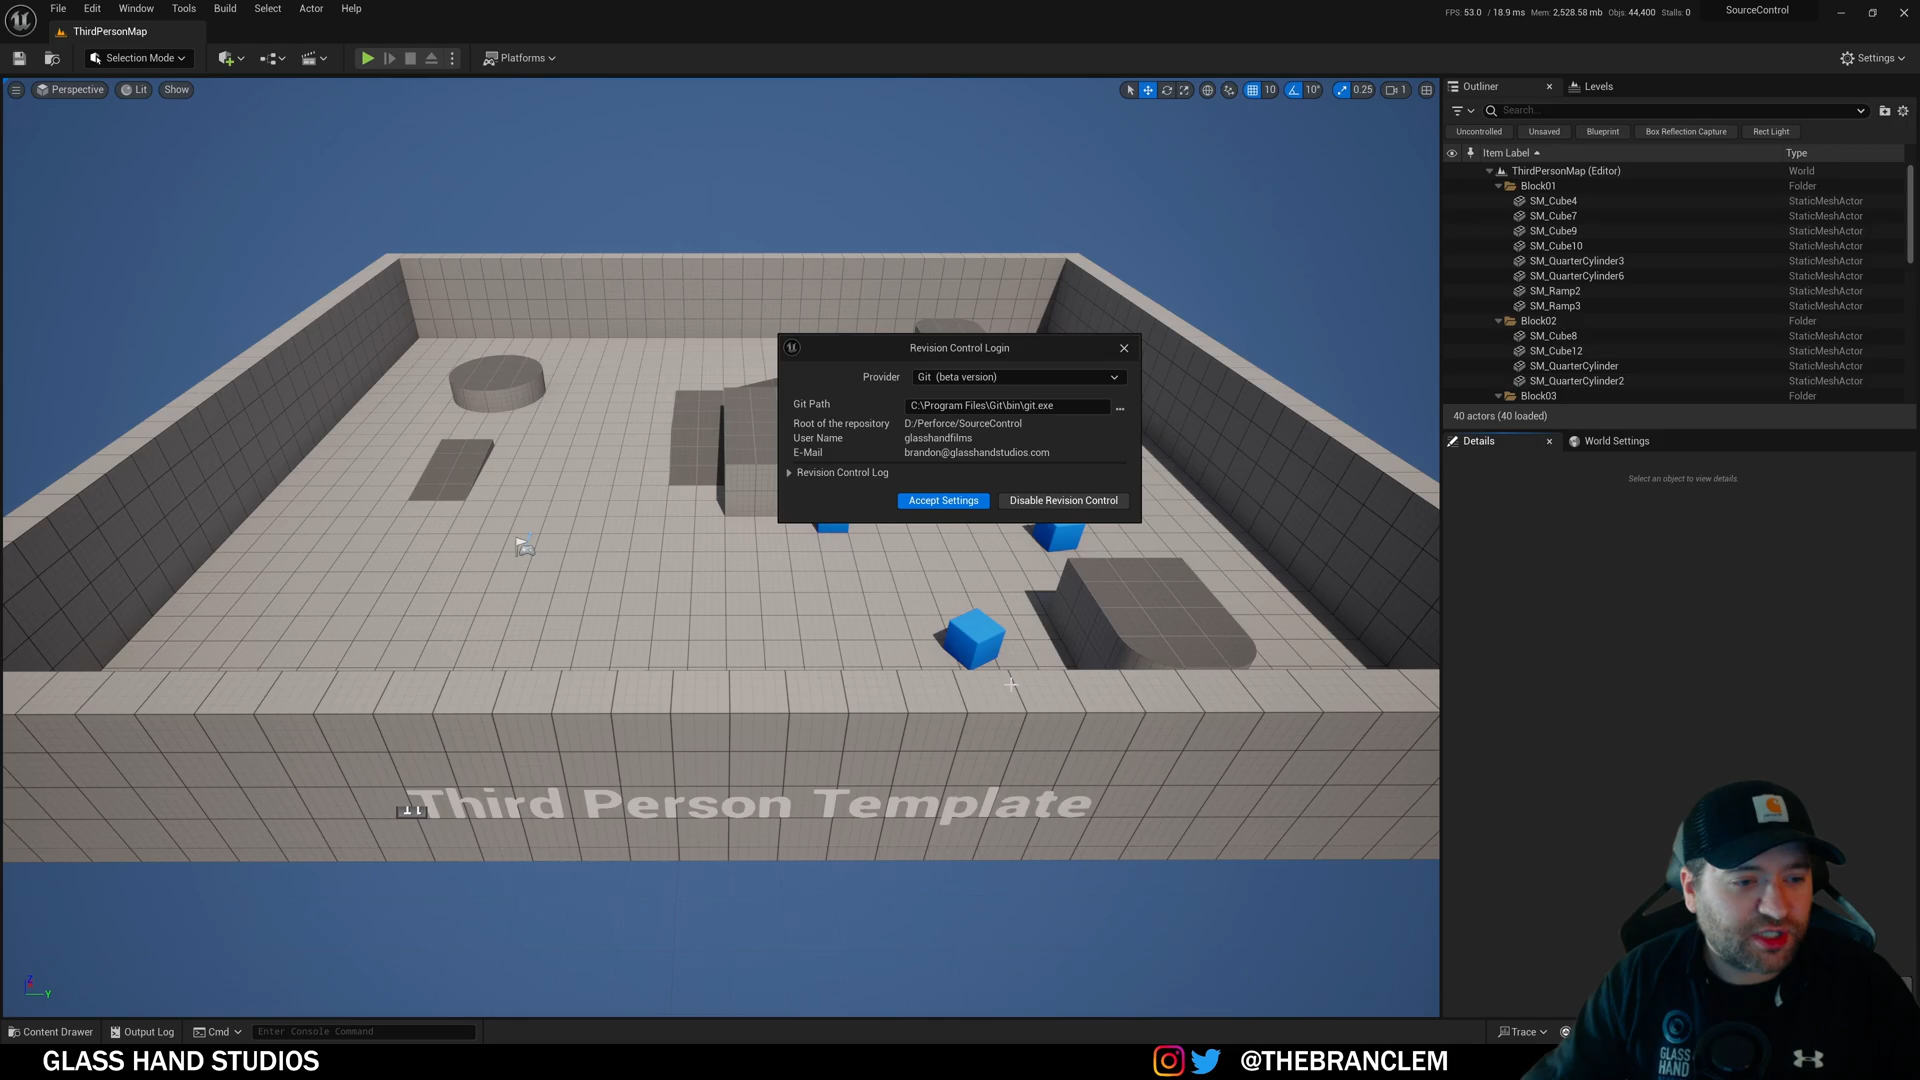 File Edit Window Tools Build Select Actor Help
FPS: 53.0 / 18.9 ms Mem: 2,528.58 mb Objs: 44,400 Stalls: 0
SourceControl
ThirdPersonMap
Selection Mode
Platforms
Settings
Perspective Lit Show
10 10° 0.25 1
Outliner Levels
Search...
Uncontrolled Unsaved Blueprint Box Reflection Capture Rect Light
Item Label Type
ThirdPersonMap (Editor) World
Block01 Folder
SM_Cube4 StaticMeshActor
SM_Cube7 StaticMeshActor
SM_Cube9 StaticMeshActor
SM_Cube10 StaticMeshActor
SM_QuarterCylinder3 StaticMeshActor
SM_QuarterCylinder6 StaticMeshActor
SM_Ramp2 StaticMeshActor
SM_Ramp3 StaticMeshActor
Block02 Folder
SM_Cube8 StaticMeshActor
SM_Cube12 StaticMeshActor
SM_QuarterCylinder StaticMeshActor
SM_QuarterCylinder2 StaticMeshActor
Block03 Folder
40 actors (40 loaded)
Details World Settings
Select an object to view details.
Revision Control Login
Provider Git (beta version)
Git Path C:\Program Files\Git\bin\git.exe
Root of the repository D:/Perforce/SourceControl
User Name glasshandfilms
E-Mail brandon@glasshandstudios.com
Revision Control Log
Accept Settings Disable Revision Control
Third Person Template
Z
Y
Content Drawer Output Log Cmd Enter Console Command
Trace
carhartt
GLASS
HAND
GLASS HAND STUDIOS
@THEBRANCLEM